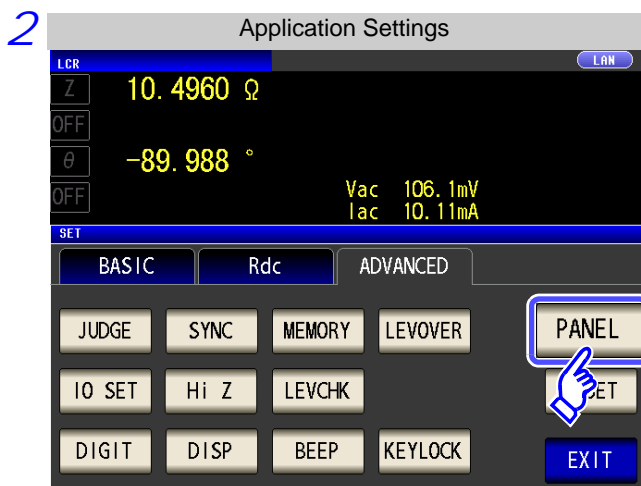 2 Application Settings
LCR LAN
Z 10.4960 Ω
OFF
θ -89.988 °
OFF
Vac 106.1mV
Iac 10.11mA
SET
BASIC Rdc ADVANCED
JUDGE SYNC MEMORY LEVOVER PANEL
IO SET Hi Z LEVCHK
DIGIT DISP BEEP KEYLOCK EXIT